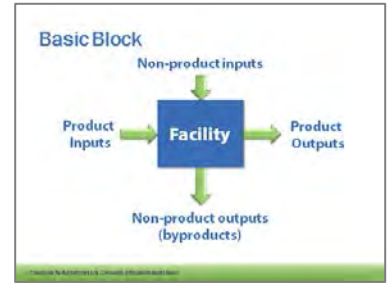 Basic Block
Non-product inputs
Product
Inputs
Facility
Product
Outputs
Non-product outputs
(byproducts)